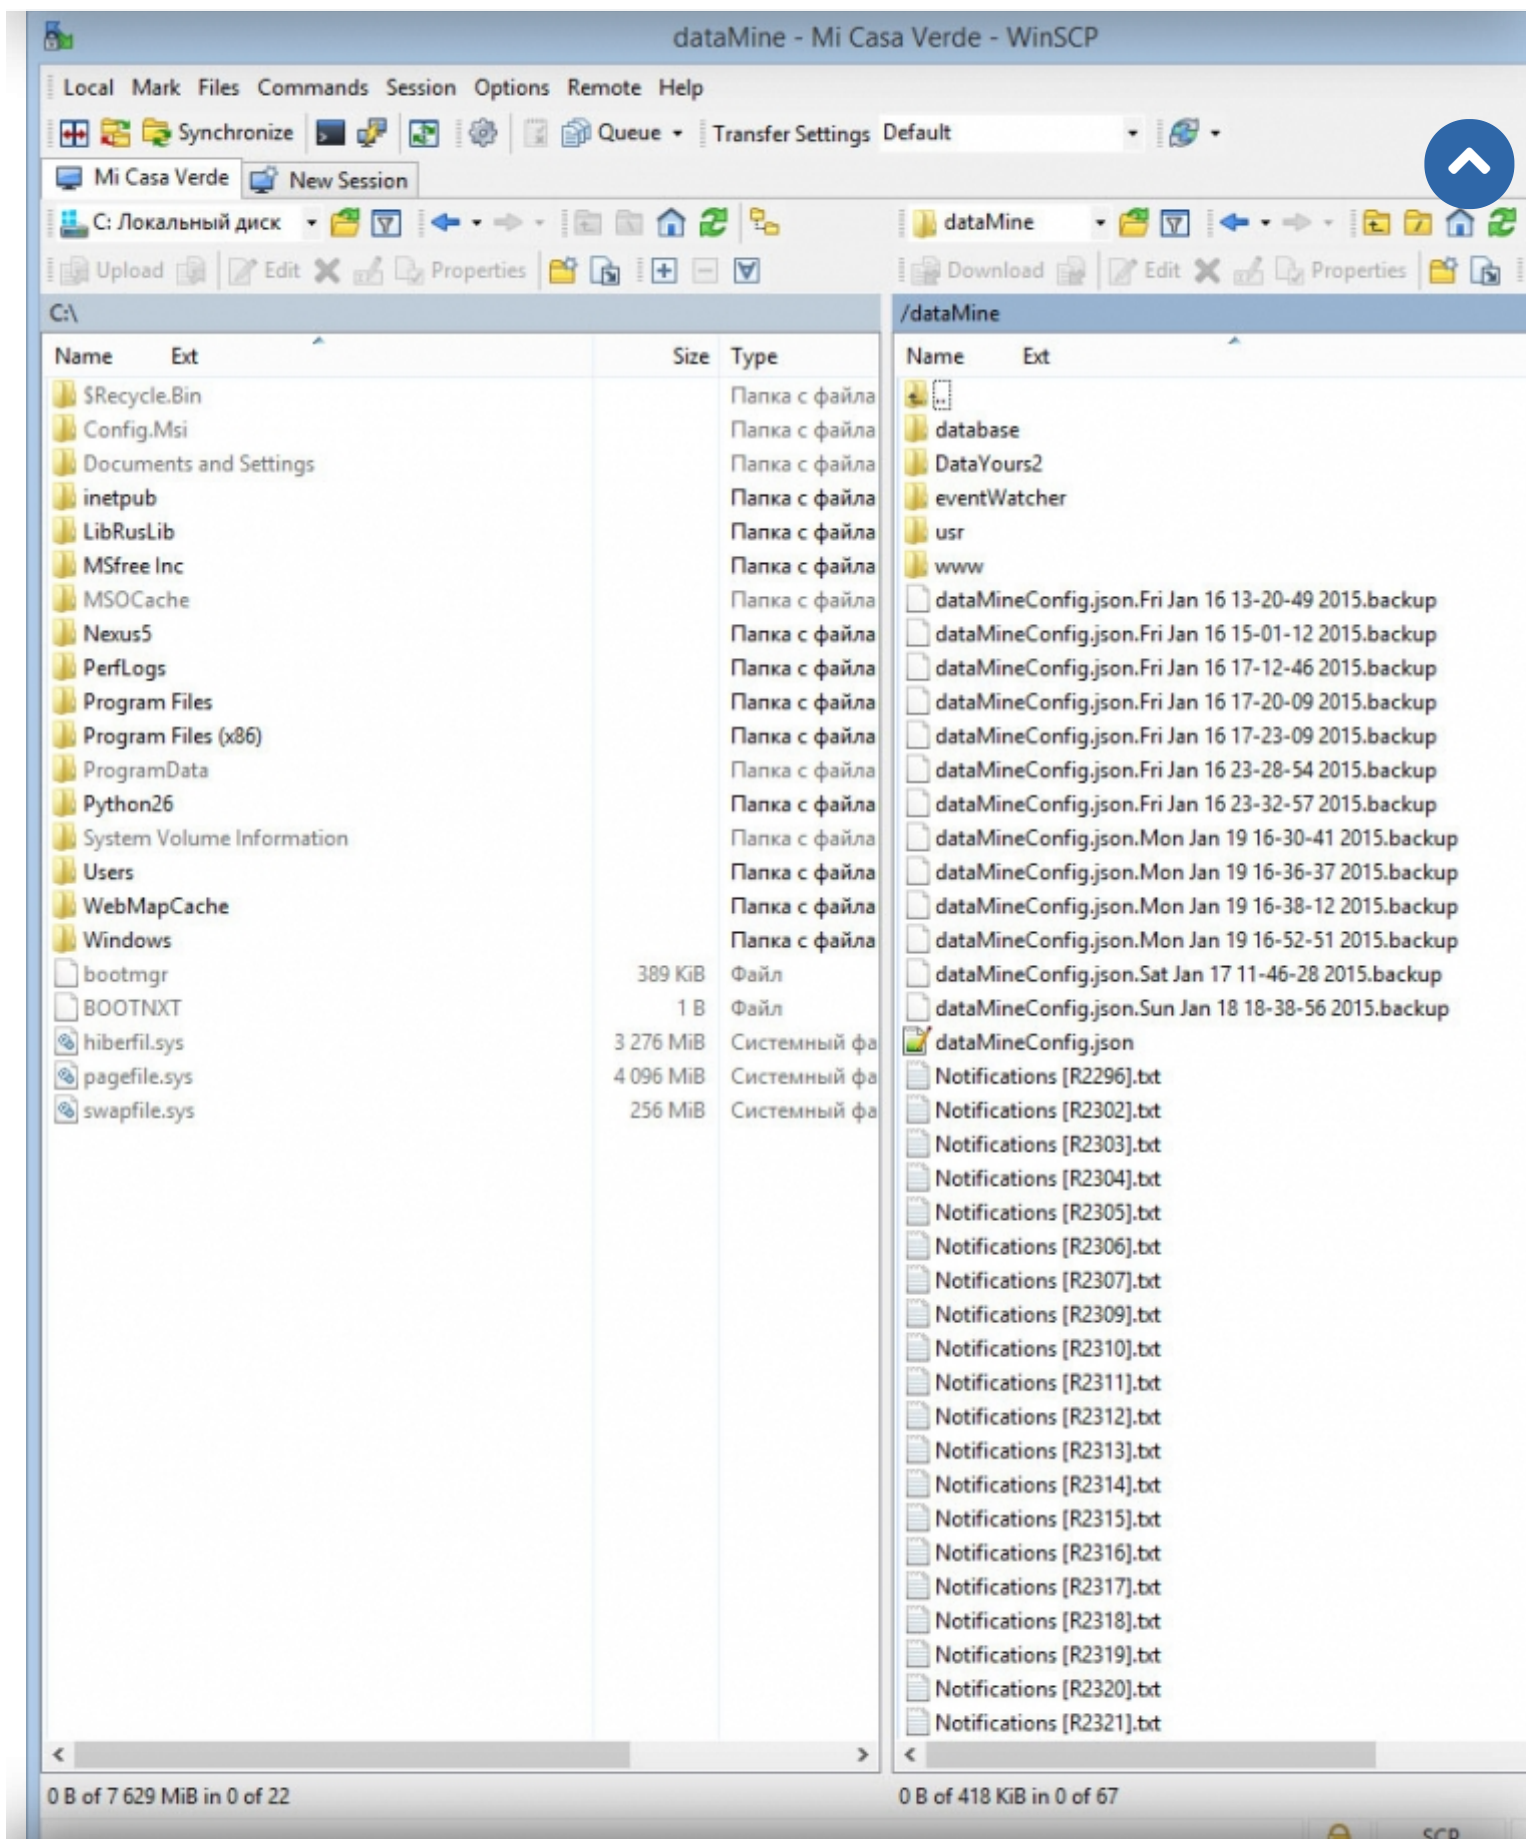 dataMine - Mi Casa Verde - WinSCP
Local Mark Files Commands Session Options Remote Help
Synchronize Queue Transfer Settings Default
Mi Casa Verde New Session
C: Локальный диск
Upload Edit Properties
C:\
Name Ext Size Type
$Recycle.Bin Папка с файла
Config.Msi Папка с файла
Documents and Settings Папка с файла
inetpub Папка с файла
LibRusLib Папка с файла
MSfree Inc Папка с файла
MSOCache Папка с файла
Nexus5 Папка с файла
PerfLogs Папка с файла
Program Files Папка с файла
Program Files (x86) Папка с файла
ProgramData Папка с файла
Python26 Папка с файла
System Volume Information Папка с файла
Users Папка с файла
WebMapCache Папка с файла
Windows Папка с файла
bootmgr 389 KiB Файл
BOOTNXT 1 B Файл
hiberfil.sys 3 276 MiB Системный фа
pagefile.sys 4 096 MiB Системный фа
swapfile.sys 256 MiB Системный фа
0 B of 7 629 MiB in 0 of 22
dataMine
Download Edit Properties
/dataMine
Name Ext
..
database
DataYours2
eventWatcher
usr
www
dataMineConfig.json.Fri Jan 16 13-20-49 2015.backup
dataMineConfig.json.Fri Jan 16 15-01-12 2015.backup
dataMineConfig.json.Fri Jan 16 17-12-46 2015.backup
dataMineConfig.json.Fri Jan 16 17-20-09 2015.backup
dataMineConfig.json.Fri Jan 16 17-23-09 2015.backup
dataMineConfig.json.Fri Jan 16 23-28-54 2015.backup
dataMineConfig.json.Fri Jan 16 23-32-57 2015.backup
dataMineConfig.json.Mon Jan 19 16-30-41 2015.backup
dataMineConfig.json.Mon Jan 19 16-36-37 2015.backup
dataMineConfig.json.Mon Jan 19 16-38-12 2015.backup
dataMineConfig.json.Mon Jan 19 16-52-51 2015.backup
dataMineConfig.json.Sat Jan 17 11-46-28 2015.backup
dataMineConfig.json.Sun Jan 18 18-38-56 2015.backup
dataMineConfig.json
Notifications [R2296].txt
Notifications [R2302].txt
Notifications [R2303].txt
Notifications [R2304].txt
Notifications [R2305].txt
Notifications [R2306].txt
Notifications [R2307].txt
Notifications [R2309].txt
Notifications [R2310].txt
Notifications [R2311].txt
Notifications [R2312].txt
Notifications [R2313].txt
Notifications [R2314].txt
Notifications [R2315].txt
Notifications [R2316].txt
Notifications [R2317].txt
Notifications [R2318].txt
Notifications [R2319].txt
Notifications [R2320].txt
Notifications [R2321].txt
0 B of 418 KiB in 0 of 67
SCP